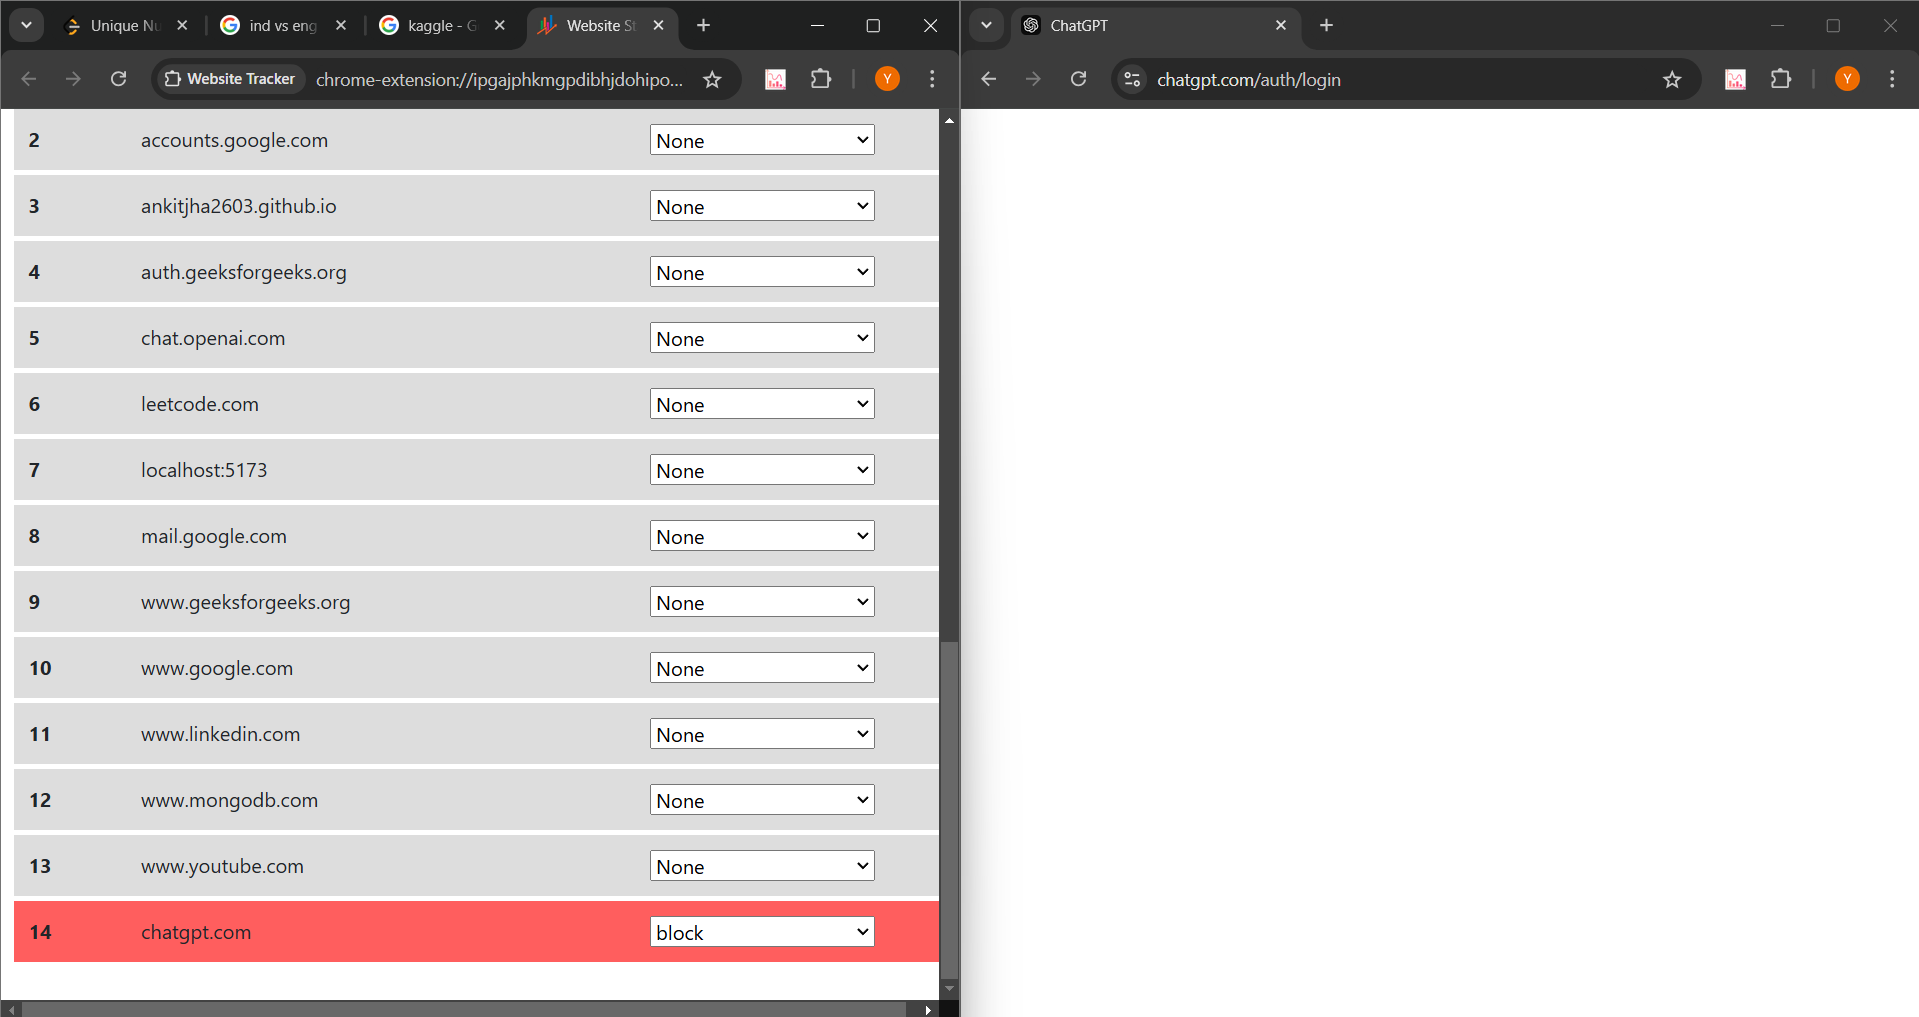 Unique Nu
ind vs eng
kaggle - G
Website St
Website Tracker
chrome-extension://ipgajphkmgpdibhjdohipo...
Y
2 accounts.google.com None
3 ankitjha2603.github.io None
4 auth.geeksforgeeks.org None
5 chat.openai.com None
6 leetcode.com None
7 localhost:5173 None
8 mail.google.com None
9 www.geeksforgeeks.org None
10 www.google.com None
11 www.linkedin.com None
12 www.mongodb.com None
13 www.youtube.com None
14 chatgpt.com block
ChatGPT
chatgpt.com/auth/login
Y